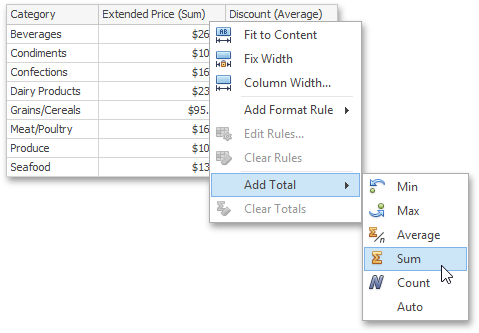 Category Extended Price (Sum) Discount (Average)
Beverages $26
Condiments $10
Confections $16
Dairy Products $23
Grains/Cereals $95.
Meat/Poultry $16
Produce $10
Seafood $13
Fit to Content
Fix Width
Column Width...
Add Format Rule
Edit Rules...
Clear Rules
Add Total
Clear Totals
Min
Max
Average
Sum
Count
Auto